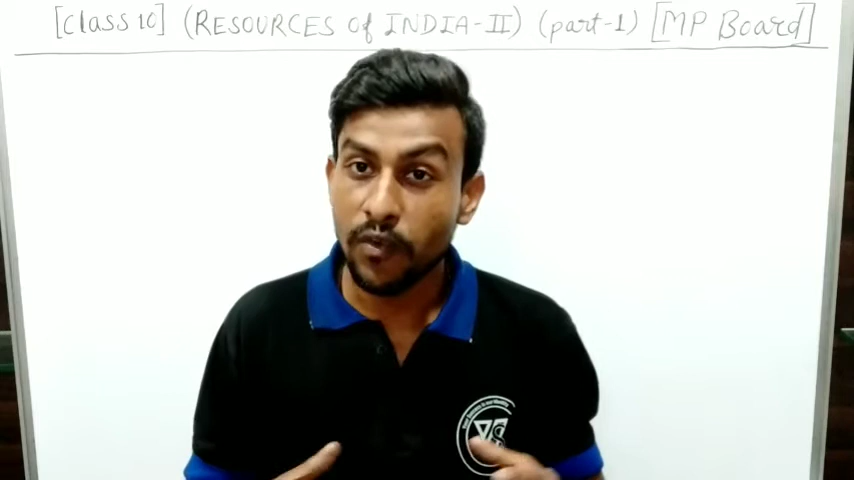 [Class 10] (RESOURCES of INDIA-II) (part-1) [MP Board]